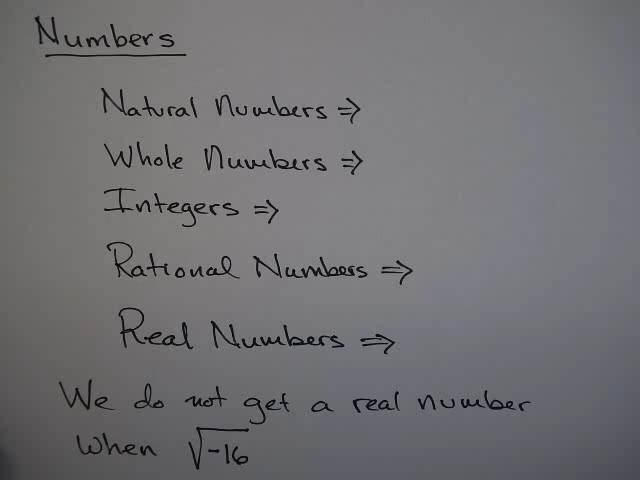 Numbers
Natural Numbers ⇒
Whole Numbers ⇒
Integers ⇒
Rational Numbers ⇒
Real Numbers ⇒
We do not get a real number
when √-16